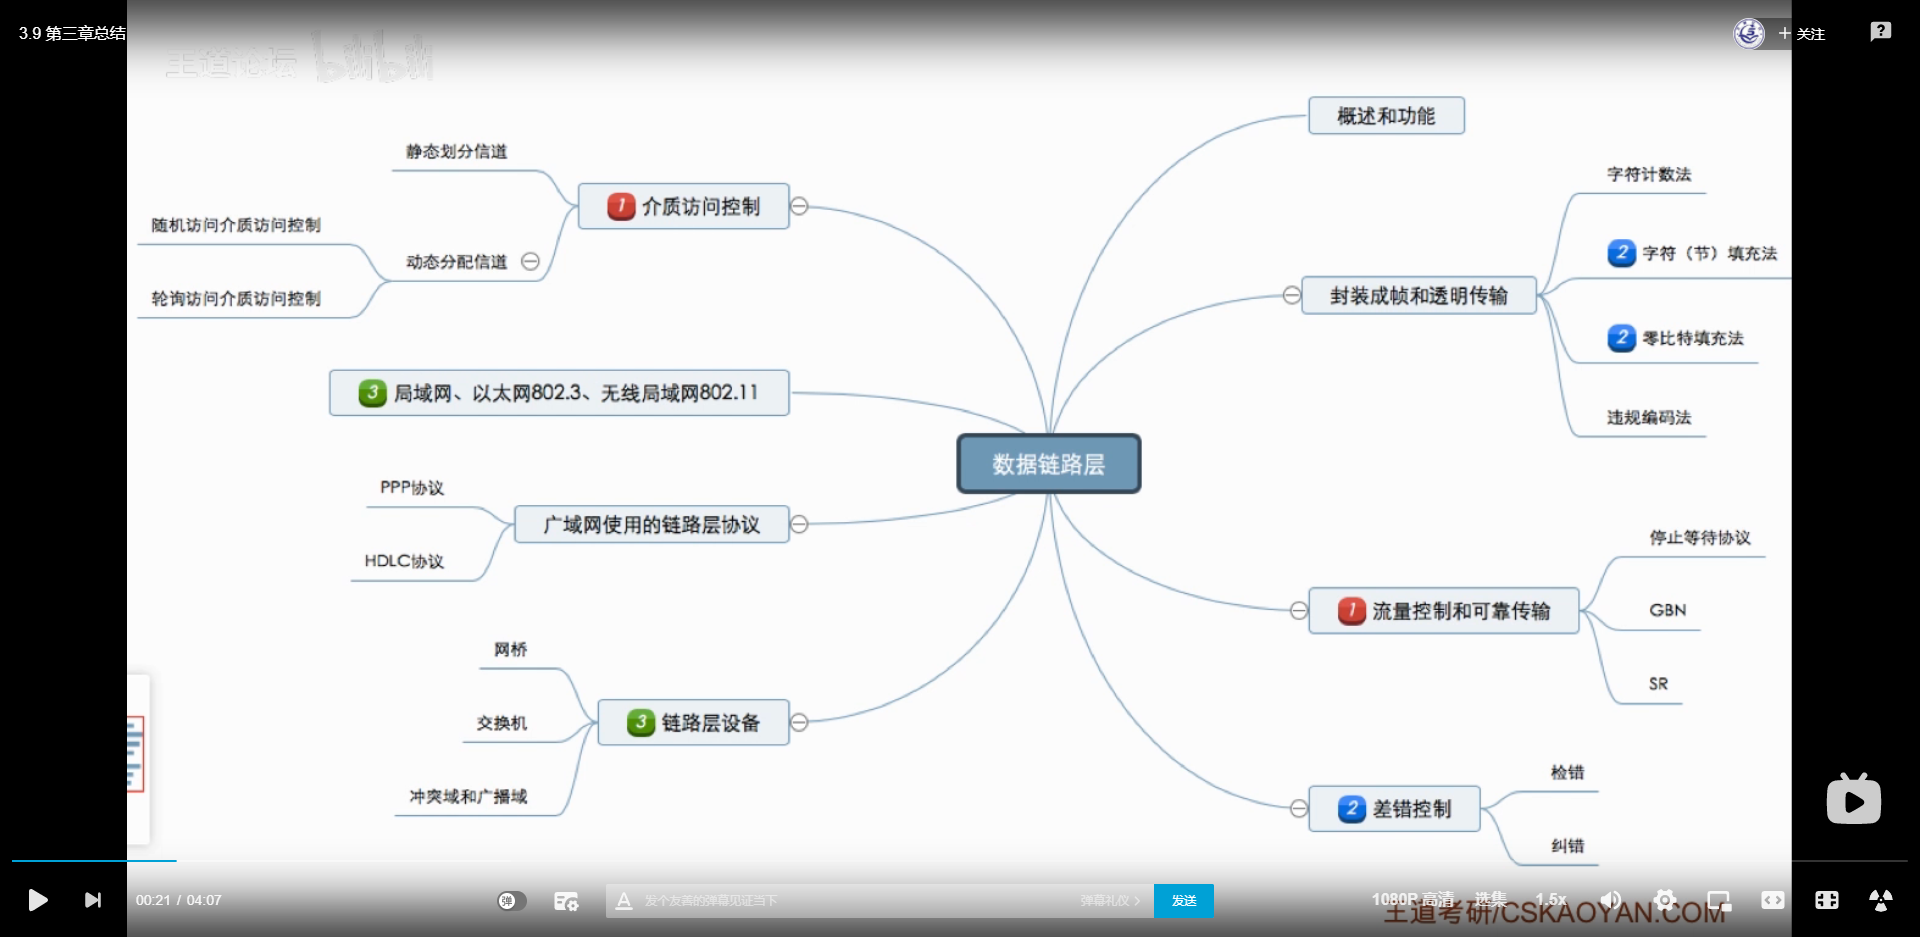 3.9 第三章总结
+ 关注
王道论坛 bilibili
概述和功能
静态划分信道
1 介质访问控制
随机访问介质访问控制
动态分配信道
轮询访问介质访问控制
字符计数法
2 字符（节）填充法
封装成帧和透明传输
2 零比特填充法
违规编码法
3 局域网、以太网802.3、无线局域网802.11
数据链路层
PPP协议
广域网使用的链路层协议
HDLC协议
停止等待协议
1 流量控制和可靠传输
GBN
SR
网桥
交换机
3 链路层设备
冲突域和广播域
检错
2 差错控制
纠错
00:21 / 04:07
弹
A 发个友善的弹幕见证当下
弹幕礼仪 >
发送
1080P 高清
选集
1.5x
王道考研/CSKAOYAN.COM